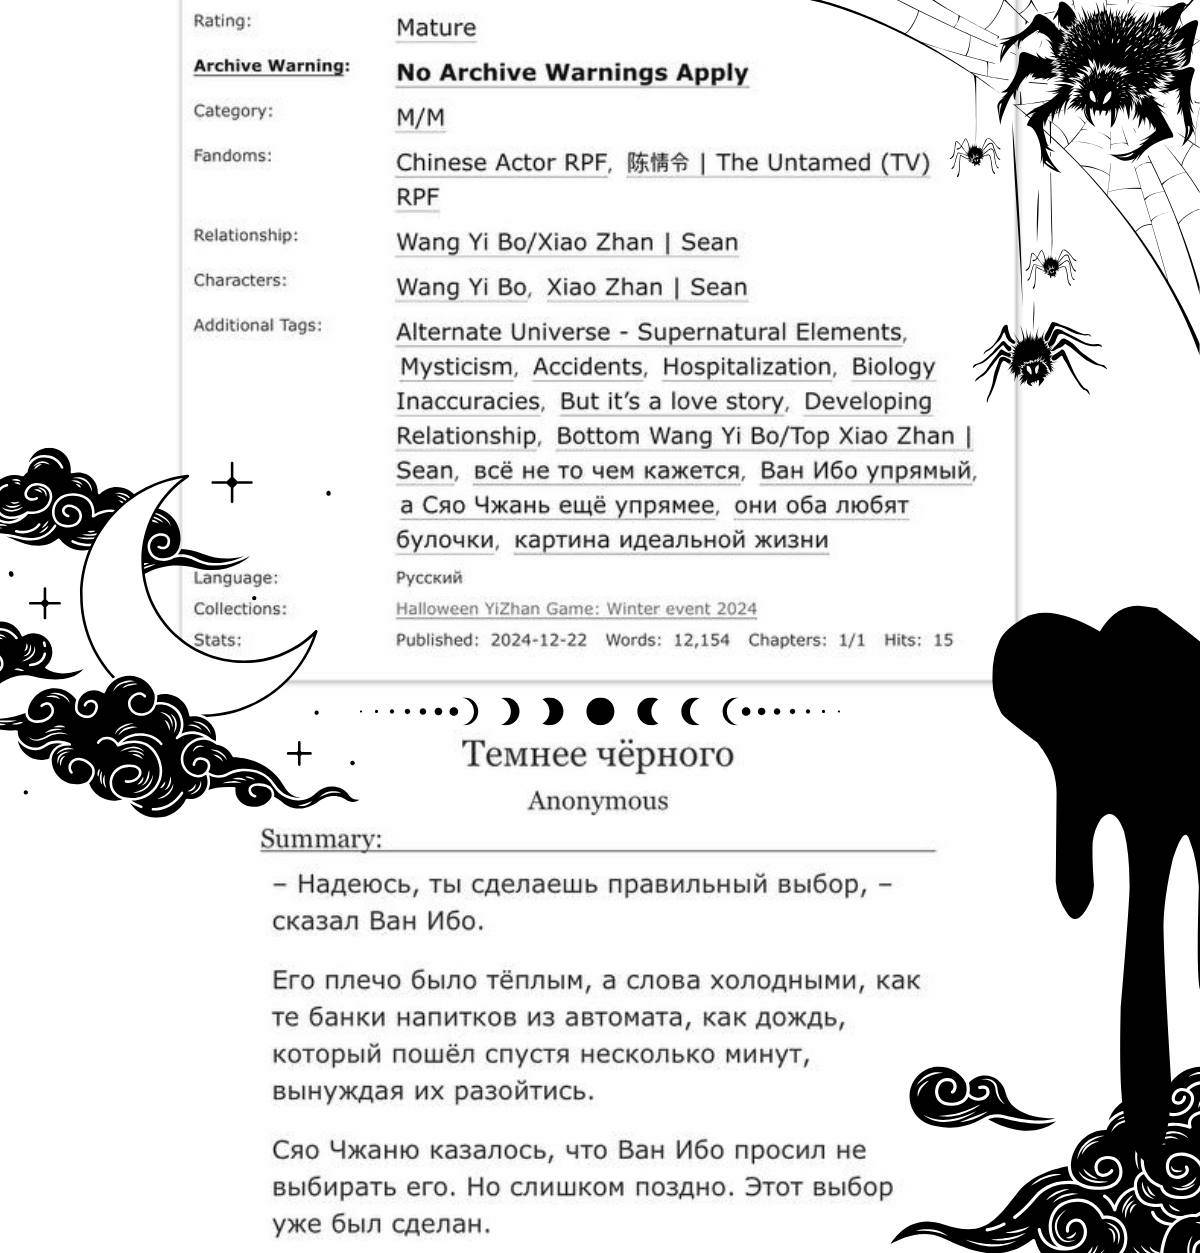 Rating: Mature
Archive Warning: No Archive Warnings Apply
Category: M/M
Fandoms: Chinese Actor RPF, 陈情令 | The Untamed (TV)
RPF
Relationship: Wang Yi Bo/Xiao Zhan | Sean
Characters: Wang Yi Bo, Xiao Zhan | Sean
Additional Tags: Alternate Universe - Supernatural Elements,
Mysticism, Accidents, Hospitalization, Biology
Inaccuracies, But it’s a love story, Developing
Relationship, Bottom Wang Yi Bo/Top Xiao Zhan |
Sean, всё не то чем кажется, Ван Ибо упрямый,
а Сяо Чжань ещё упрямее, они оба любят
булочки, картина идеальной жизни
Language: Русский
Collections: Halloween YiZhan Game: Winter event 2024
Stats: Published: 2024-12-22 Words: 12,154 Chapters: 1/1 Hits: 15
Темнее чёрного
Anonymous
Summary:
– Надеюсь, ты сделаешь правильный выбор, –
сказал Ван Ибо.
Его плечо было тёплым, а слова холодными, как
те банки напитков из автомата, как дождь,
который пошёл спустя несколько минут,
вынуждая их разойтись.
Сяо Чжаню казалось, что Ван Ибо просил не
выбирать его. Но слишком поздно. Этот выбор
уже был сделан.